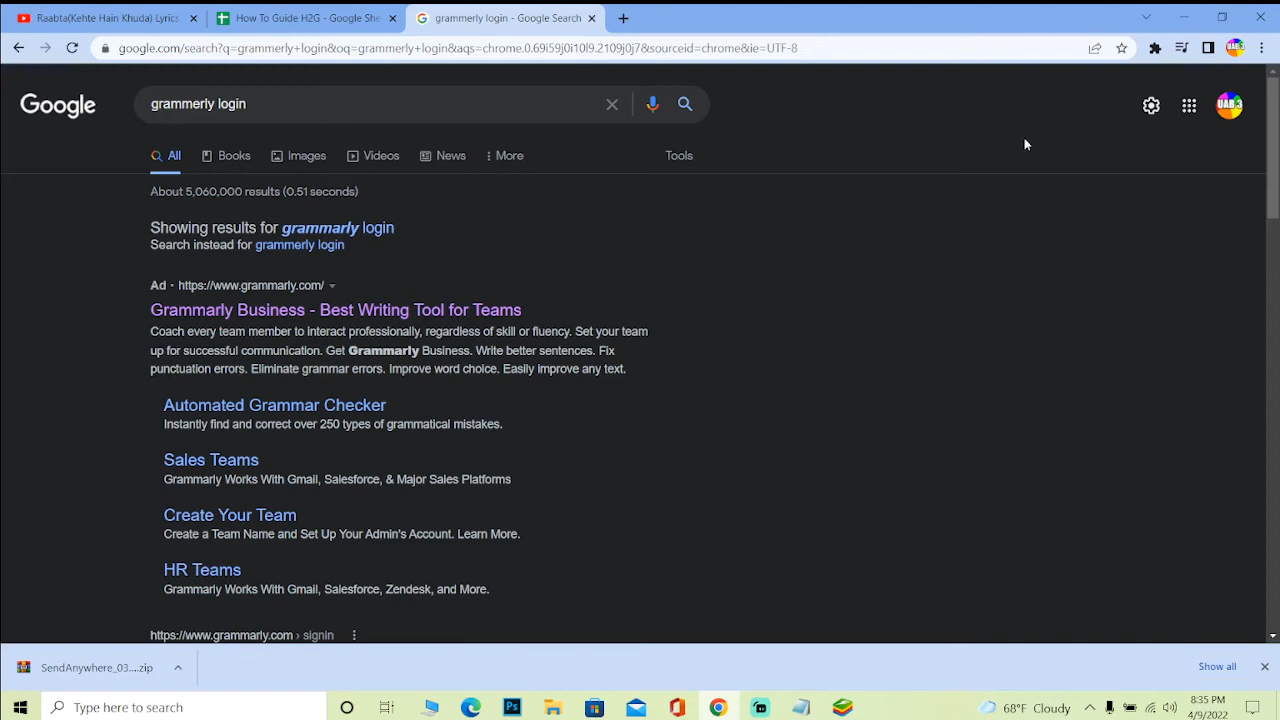 Raabta(Kehte Hain Khuda) Lyrics
How To Guide H2G - Google She
grammerly login - Google Search
google.com/search?q=grammerly+login&oq=grammerly+login&aqs=chrome.0.69i59j0i10l9.2109j0j7&sourceid=chrome&ie=UTF-8
UAB 3
Google
grammerly login
UAB 3
All
Books
Images
Videos
News
More
Tools
About 5,060,000 results (0.51 seconds)
Showing results for grammarly login
Search instead for grammerly login
Ad · https://www.grammarly.com/
Grammarly Business - Best Writing Tool for Teams
Coach every team member to interact professionally, regardless of skill or fluency. Set your team
up for successful communication. Get Grammarly Business. Write better sentences. Fix
punctuation errors. Eliminate grammar errors. Improve word choice. Easily improve any text.
Automated Grammar Checker
Instantly find and correct over 250 types of grammatical mistakes.
Sales Teams
Grammarly Works With Gmail, Salesforce, & Major Sales Platforms
Create Your Team
Create a Team Name and Set Up Your Admin's Account. Learn More.
HR Teams
Grammarly Works With Gmail, Salesforce, Zendesk, and More.
https://www.grammarly.com › signin
SendAnywhere_03....zip
Show all
Type here to search
Ps
68°F Cloudy
8:35 PM
4/9/2022